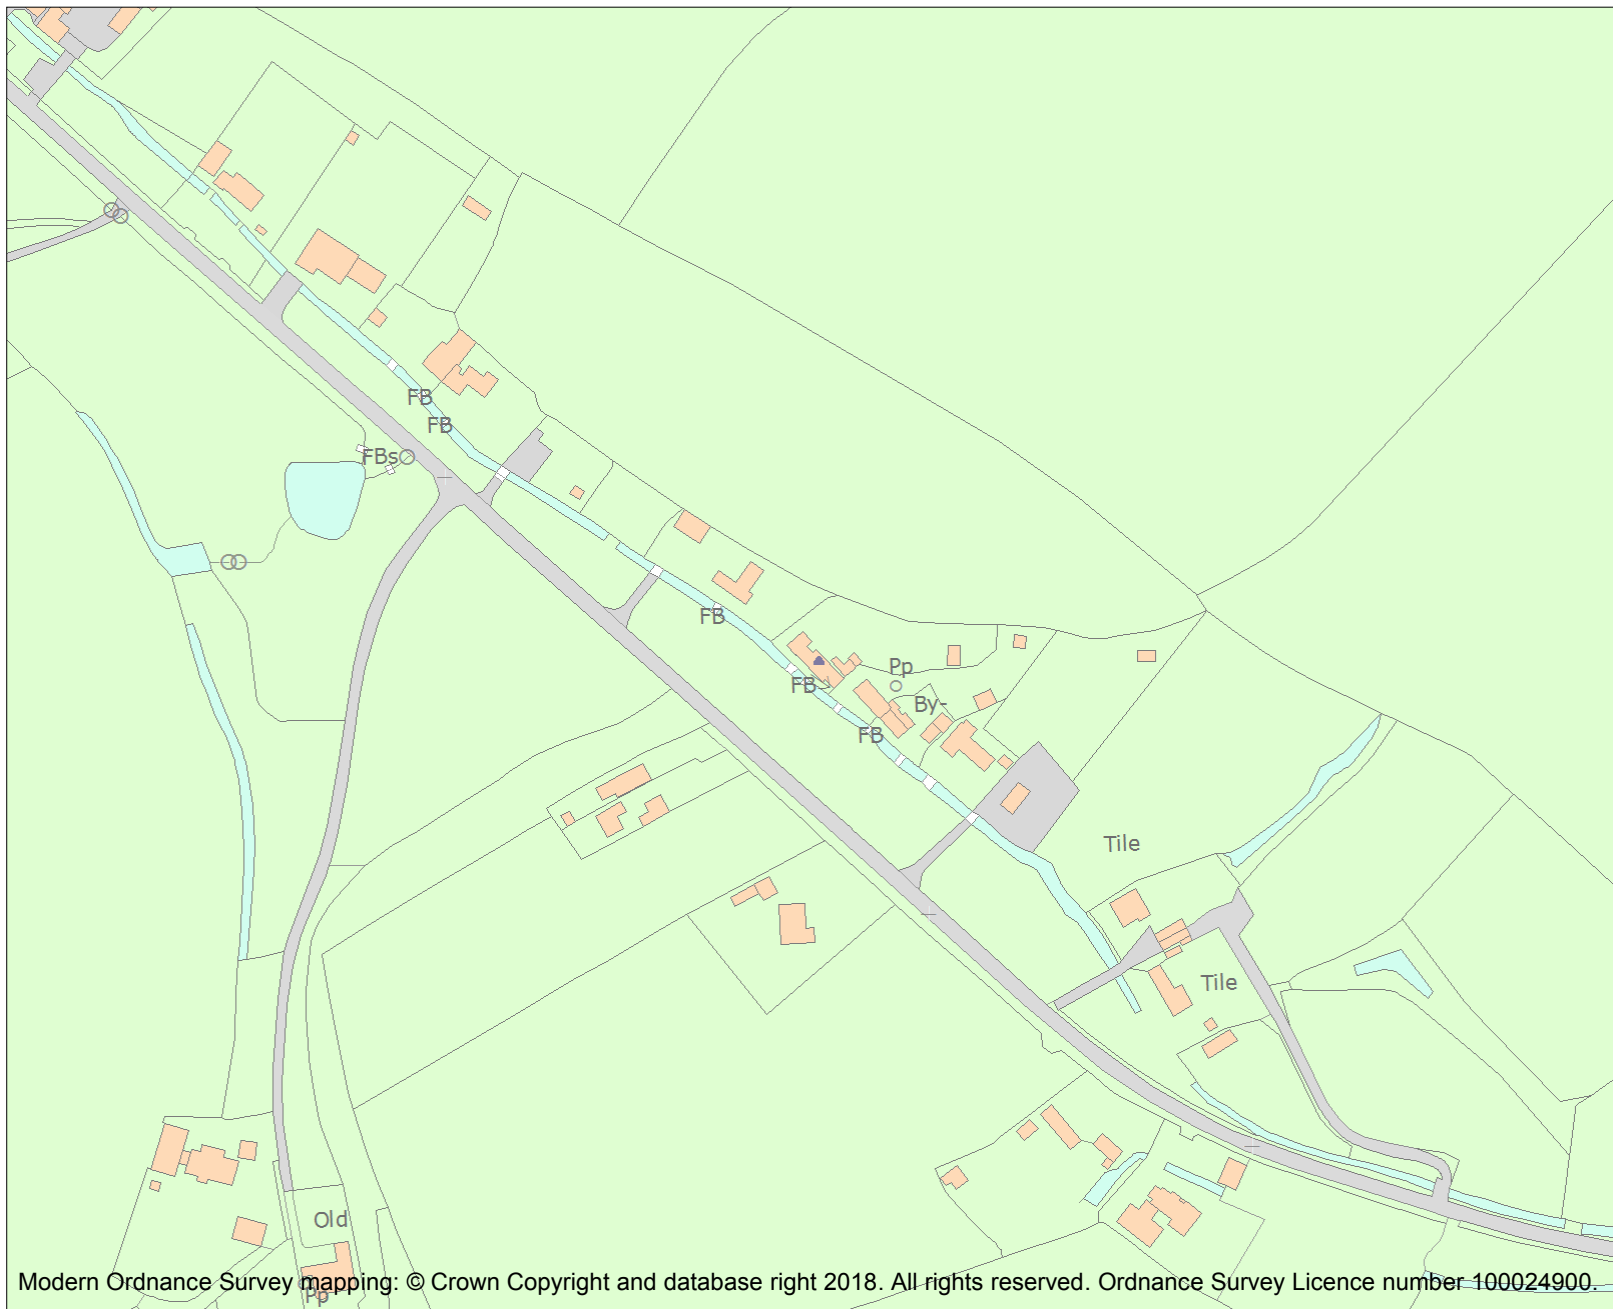 FB
FB
FBs
FB
Pp
FB
By-
FB
Tile
Tile
Old
Pp
Modern Ordnance Survey mapping: © Crown Copyright and database right 2018. All rights reserved. Ordnance Survey Licence number 100024900.